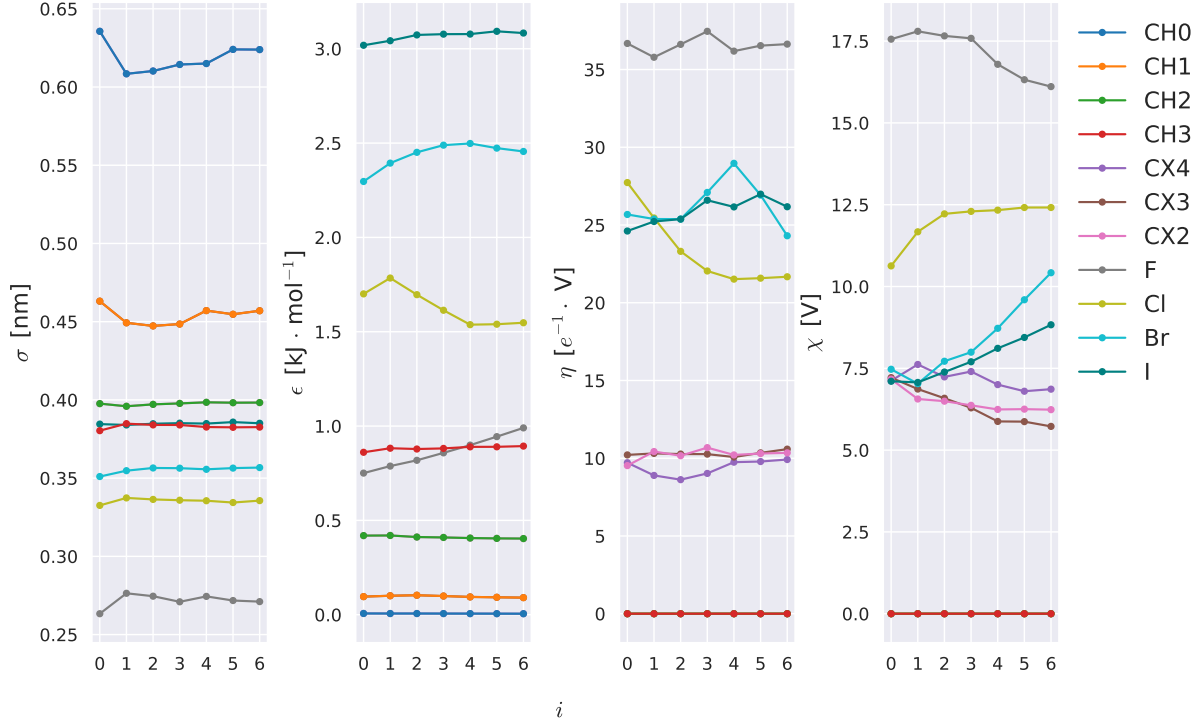 σ [nm]
0.65
0.60
0.55
0.50
0.45
0.40
0.35
0.30
0.25
0 1 2 3 4 5 6
ϵ [kJ · mol⁻¹]
3.0
2.5
2.0
1.5
1.0
0.5
0.0
0 1 2 3 4 5 6
η [e⁻¹ · V]
35
30
25
20
15
10
5
0
0 1 2 3 4 5 6
χ [V]
17.5
15.0
12.5
10.0
7.5
5.0
2.5
0.0
0 1 2 3 4 5 6
i
CH0
CH1
CH2
CH3
CX4
CX3
CX2
F
Cl
Br
I